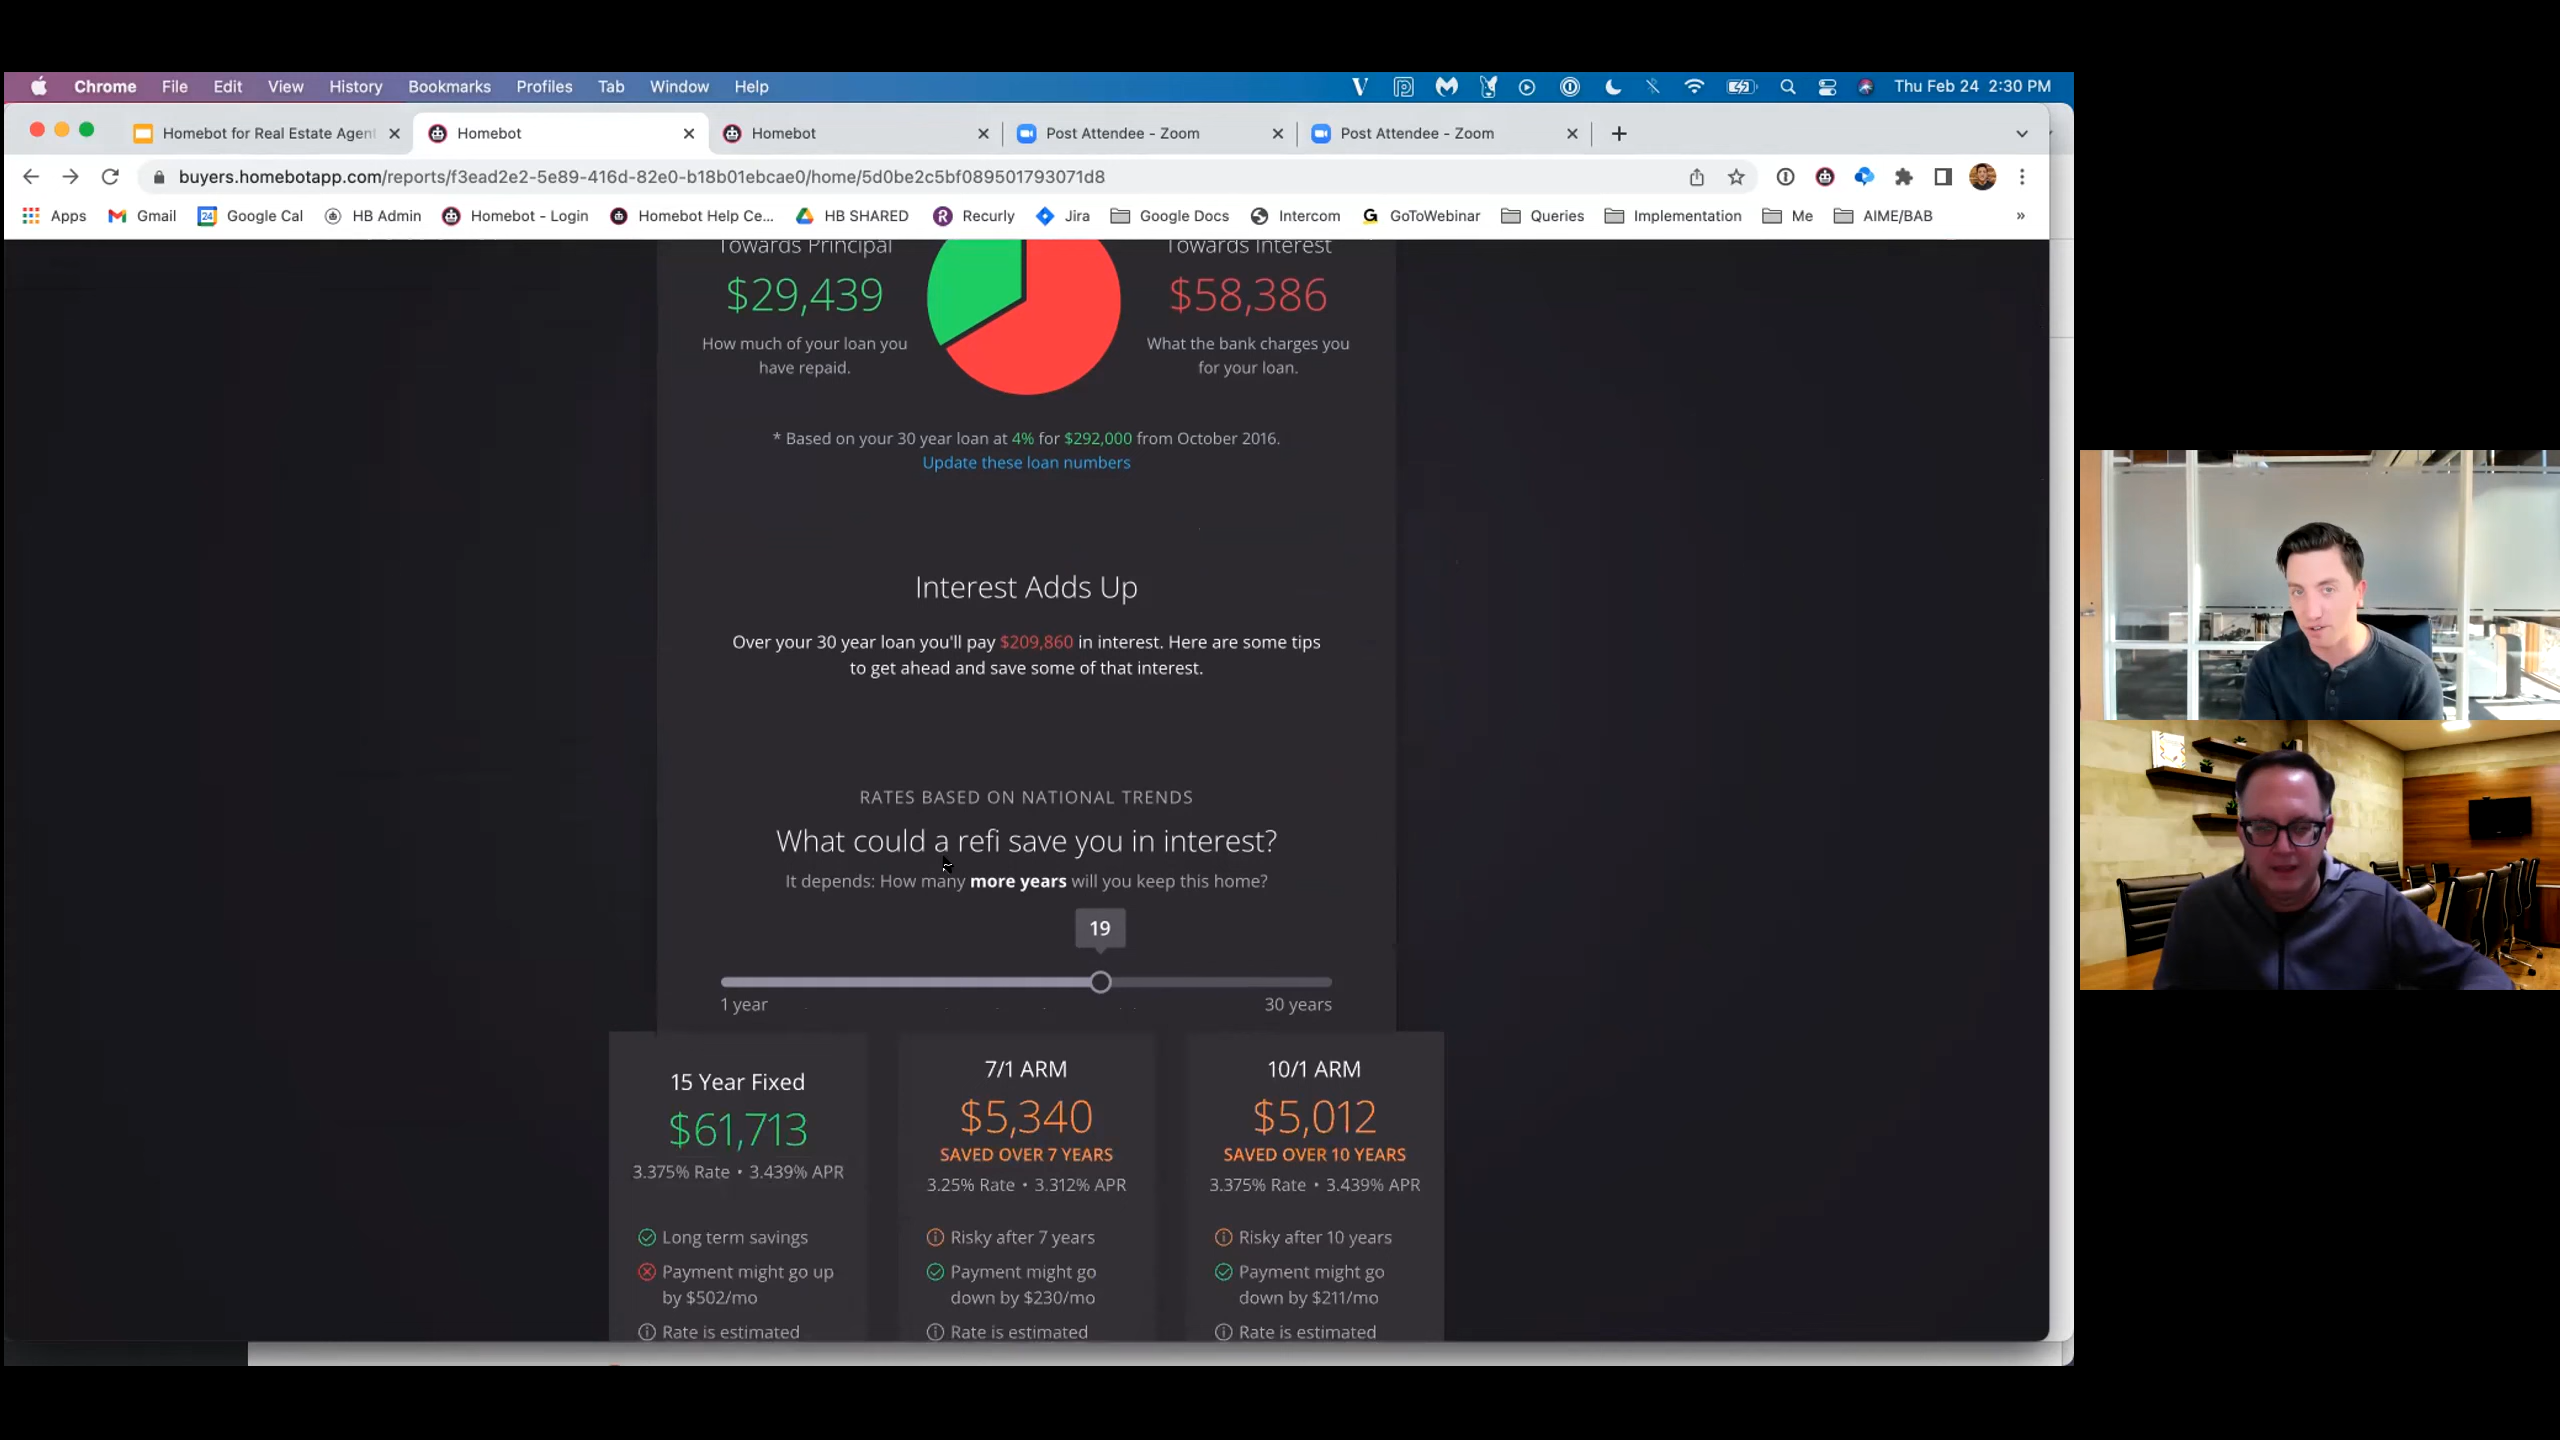 Chrome File Edit View History Bookmarks Profiles Tab Window Help Thu Feb 24 2:30 PM
Homebot for Real Estate Agent Homebot Homebot Post Attendee - Zoom Post Attendee - Zoom
buyers.homebotapp.com/reports/f3ead2e2-5e89-416d-82e0-b18b01ebcae0/home/5d0be2c5bf089501793071d8
Apps Gmail 24 Google Cal HB Admin Homebot - Login Homebot Help Ce... HB SHARED Recurly Jira Google Docs Intercom GoToWebinar Queries Implementation Me AIME/BAB »
Towards Principal Towards Interest
$29,439 $58,386
How much of your loan you What the bank charges you
have repaid. for your loan.
* Based on your 30 year loan at 4% for $292,000 from October 2016.
Update these loan numbers
Interest Adds Up
Over your 30 year loan you'll pay $209,860 in interest. Here are some tips
to get ahead and save some of that interest.
RATES BASED ON NATIONAL TRENDS
What could a refi save you in interest?
It depends: How many more years will you keep this home?
19
1 year 30 years
15 Year Fixed 7/1 ARM 10/1 ARM
$61,713 $5,340 $5,012
SAVED OVER 7 YEARS SAVED OVER 10 YEARS
3.375% Rate • 3.439% APR 3.25% Rate • 3.312% APR 3.375% Rate • 3.439% APR
Long term savings Risky after 7 years Risky after 10 years
Payment might go up Payment might go Payment might go
by $502/mo down by $230/mo down by $211/mo
Rate is estimated Rate is estimated Rate is estimated